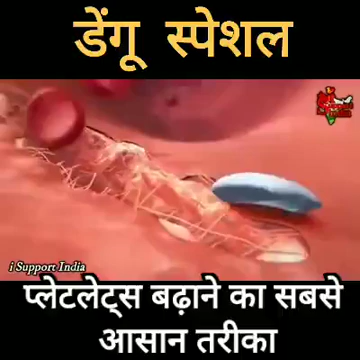 डेंगू स्पेशल
i Support India
प्लेटलेट्स बढ़ाने का सबसे
आसान तरीका